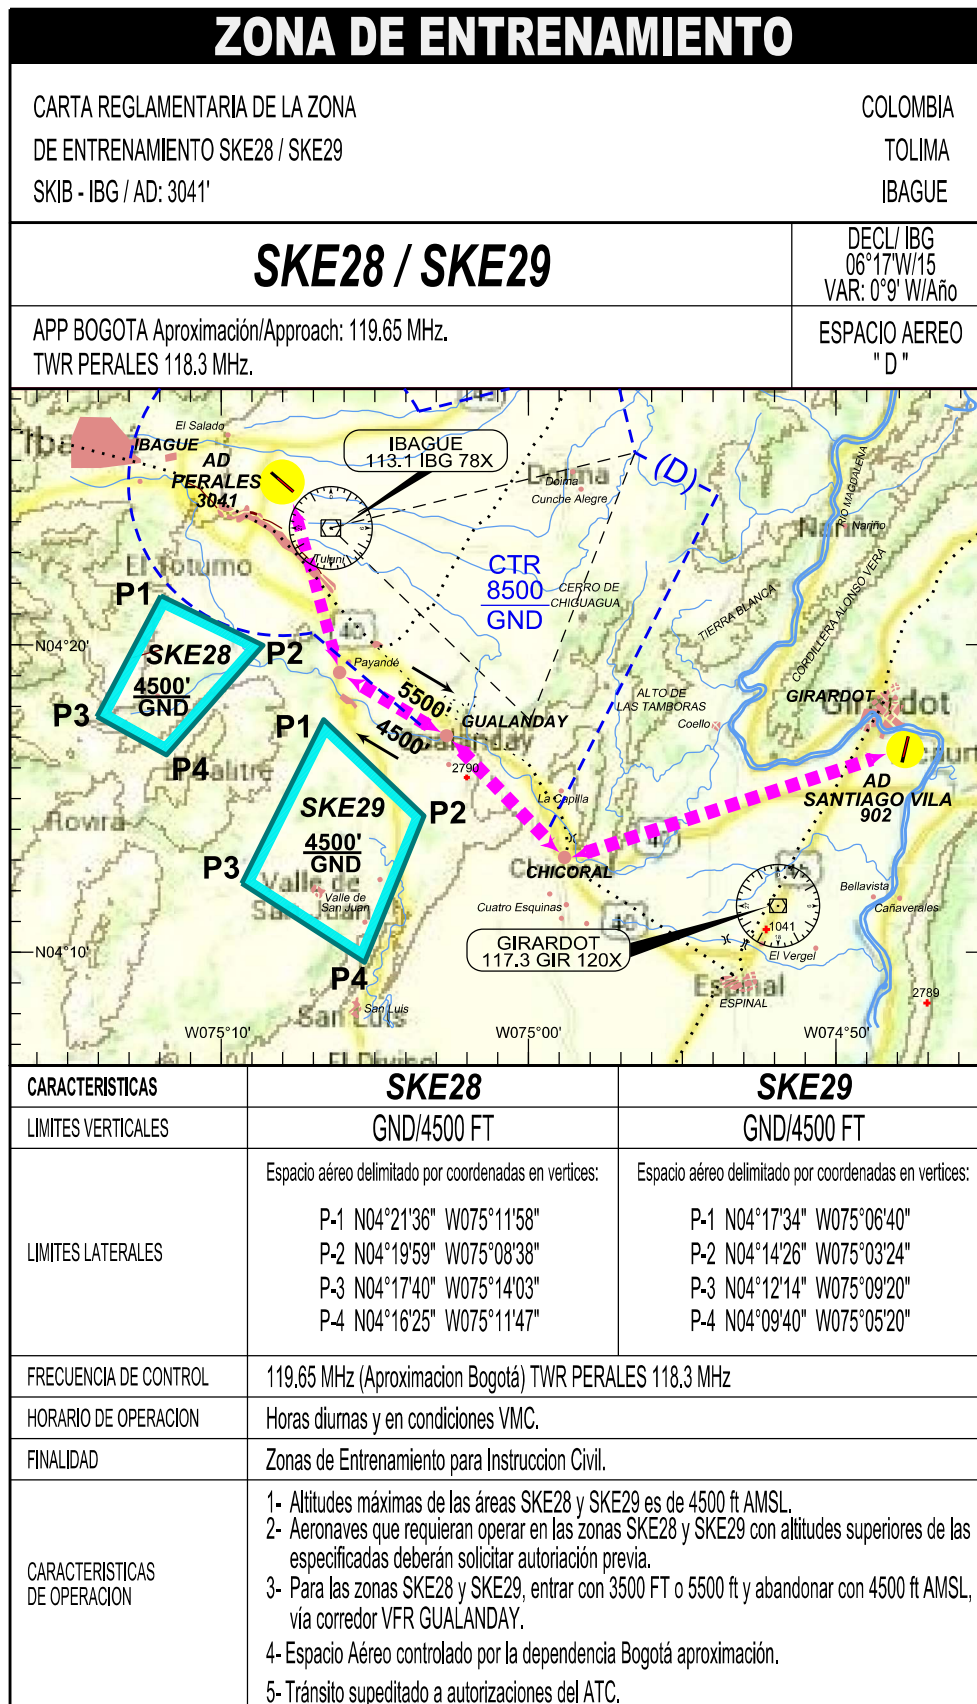 ZONA DE ENTRENAMIENTO
CARTA REGLAMENTARIA DE LA ZONA
DE ENTRENAMIENTO SKE28 / SKE29
SKIB - IBG / AD: 3041'
COLOMBIA
TOLIMA
IBAGUE
SKE28 / SKE29
DECL/ IBG
06°17'W/15
VAR: 0°9' W/Año
APP BOGOTA Aproximación/Approach: 119.65 MHz.
TWR PERALES 118.3 MHz.
ESPACIO AEREO
" D "
El Salado
IBAGUE
AD
PERALES
3041
IBAGUE
113.1 IBG 78X
Doima
Doima
Cunche Alegre
(D)
RIO MAGDALENA
Nariño
Nariño
El Totumo
CTR
8500
GND
CERRO DE
CHIGUAGUA
TIERRA BLANCA
CORDILLERA ALONSO VERA
P1
N04°20'
SKE28
4500'
GND
P2
P3
P4
Payandé
5500'
4500'
GUALANDAY
ALTO DE
LAS TAMBORAS
Coello
GIRARDOT
Girardot
P1
2790
SKE29
4500'
GND
P2
P3
P4
La Capilla
AD
SANTIAGO VILA
902
CHICORAL
Rovira
Valle de
San Juan
Valle de
San Juan
Cuatro Esquinas
Bellavista
Cañaverales
GIRARDOT
117.3 GIR 120X
1041
El Vergel
N04°10'
Espinal
ESPINAL
2789
San Luis
San Luis
W075°10'
W075°00'
W074°50'
CARACTERISTICAS
SKE28
SKE29
LIMITES VERTICALES
GND/4500 FT
GND/4500 FT
LIMITES LATERALES
Espacio aéreo delimitado por coordenadas en vertices:
P-1 N04°21'36" W075°11'58"
P-2 N04°19'59" W075°08'38"
P-3 N04°17'40" W075°14'03"
P-4 N04°16'25" W075°11'47"
Espacio aéreo delimitado por coordenadas en vertices:
P-1 N04°17'34" W075°06'40"
P-2 N04°14'26" W075°03'24"
P-3 N04°12'14" W075°09'20"
P-4 N04°09'40" W075°05'20"
FRECUENCIA DE CONTROL
119.65 MHz (Aproximacion Bogotá) TWR PERALES 118.3 MHz
HORARIO DE OPERACION
Horas diurnas y en condiciones VMC.
FINALIDAD
Zonas de Entrenamiento para Instruccion Civil.
CARACTERISTICAS
DE OPERACION
1- Altitudes máximas de las áreas SKE28 y SKE29 es de 4500 ft AMSL.
2- Aeronaves que requieran operar en las zonas SKE28 y SKE29 con altitudes superiores de las
especificadas deberán solicitar autoriación previa.
3- Para las zonas SKE28 y SKE29, entrar con 3500 FT o 5500 ft y abandonar con 4500 ft AMSL,
vía corredor VFR GUALANDAY.
4- Espacio Aéreo controlado por la dependencia Bogotá aproximación.
5- Tránsito supeditado a autorizaciones del ATC.